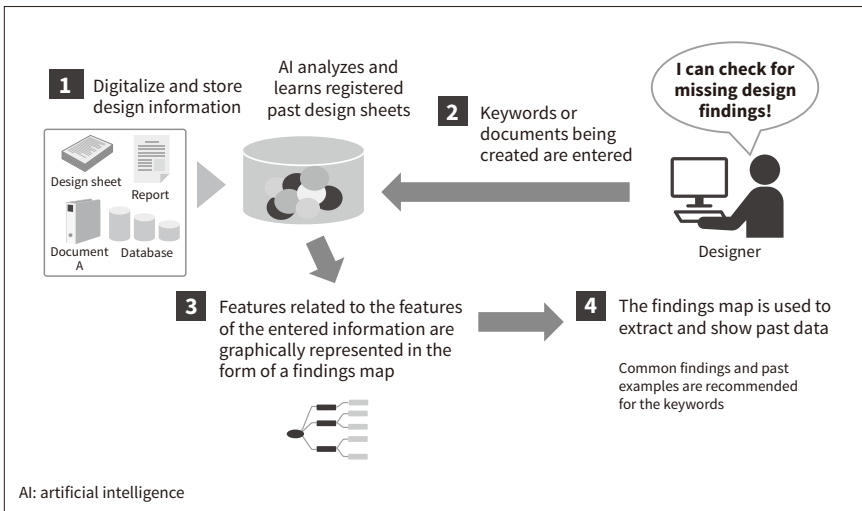 1
Digitalize and store
design information
Design sheet
Report
Document
A
Database
AI analyzes and
learns registered
past design sheets
2
Keywords or
documents being
created are entered
I can check for
missing design
findings!
Designer
3
Features related to the features
of the entered information are
graphically represented in the
form of a findings map
4
The findings map is used to
extract and show past data
Common findings and past
examples are recommended
for the keywords
AI: artificial intelligence